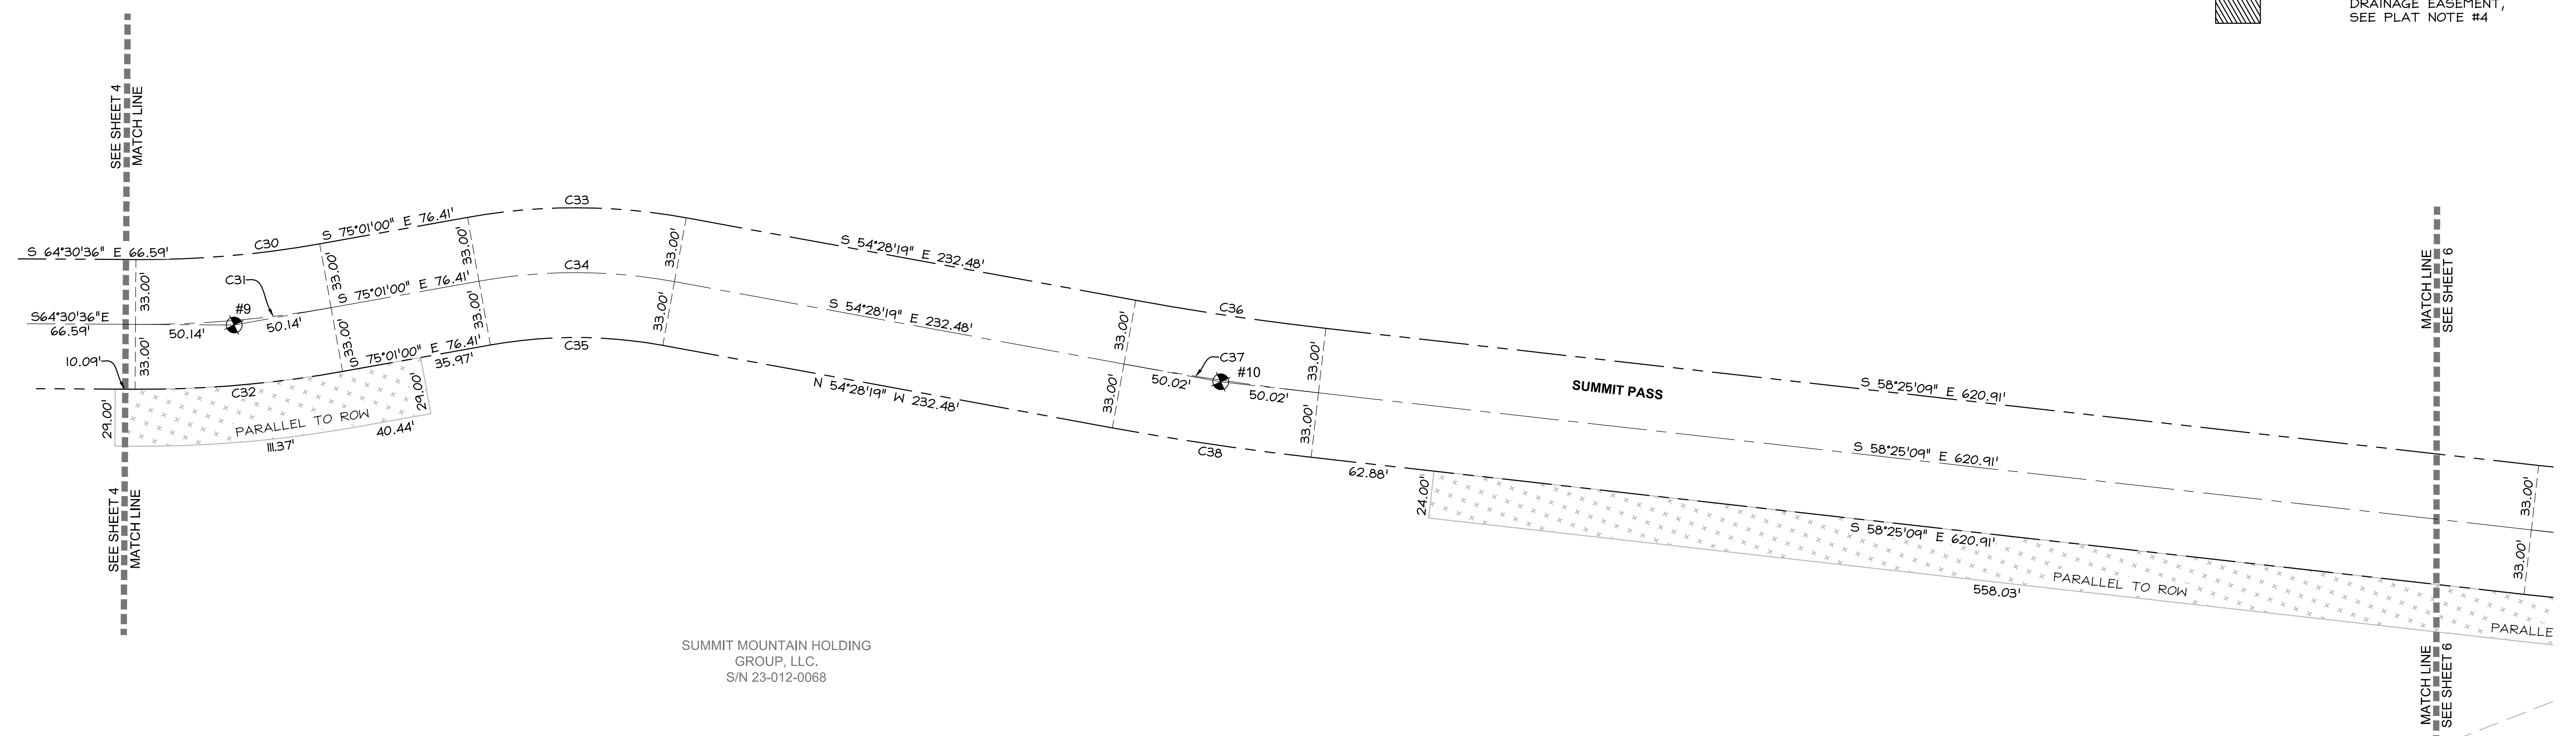 DRAINAGE EASEMENT,
SEE PLAT NOTE #4
SEE SHEET 4
MATCH LINE
S 64°30'36" E 66.59'
C30
S 75°01'00" E 76.41'
C33
33.00'
33.00'
33.00'
33.00'
S 54°28'19" E 232.48'
C31
#9
S 75°01'00" E 76.41'
C34
S64°30'36"E
66.59'
50.14'
50.14'
33.00'
33.00'
33.00'
33.00'
S 54°28'19" E 232.48'
10.09'
S 75°01'00" E 76.41'
35.97'
C35
C32
29.00'
29.00'
PARALLEL TO ROW
111.37'
40.44'
N 54°28'19" W 232.48'
C36
33.00'
33.00'
C37
#10
50.02'
50.02'
33.00'
33.00'
C38
62.88'
SUMMIT PASS
S 58°25'09" E 620.91'
S 58°25'09" E 620.91'
24.00'
S 58°25'09" E 620.91'
PARALLEL TO ROW
558.03'
MATCH LINE
SEE SHEET 6
33.00'
33.00'
PARALLE
SEE SHEET 4
MATCH LINE
SUMMIT MOUNTAIN HOLDING
GROUP, LLC.
S/N 23-012-0068
MATCH LINE
SEE SHEET 6